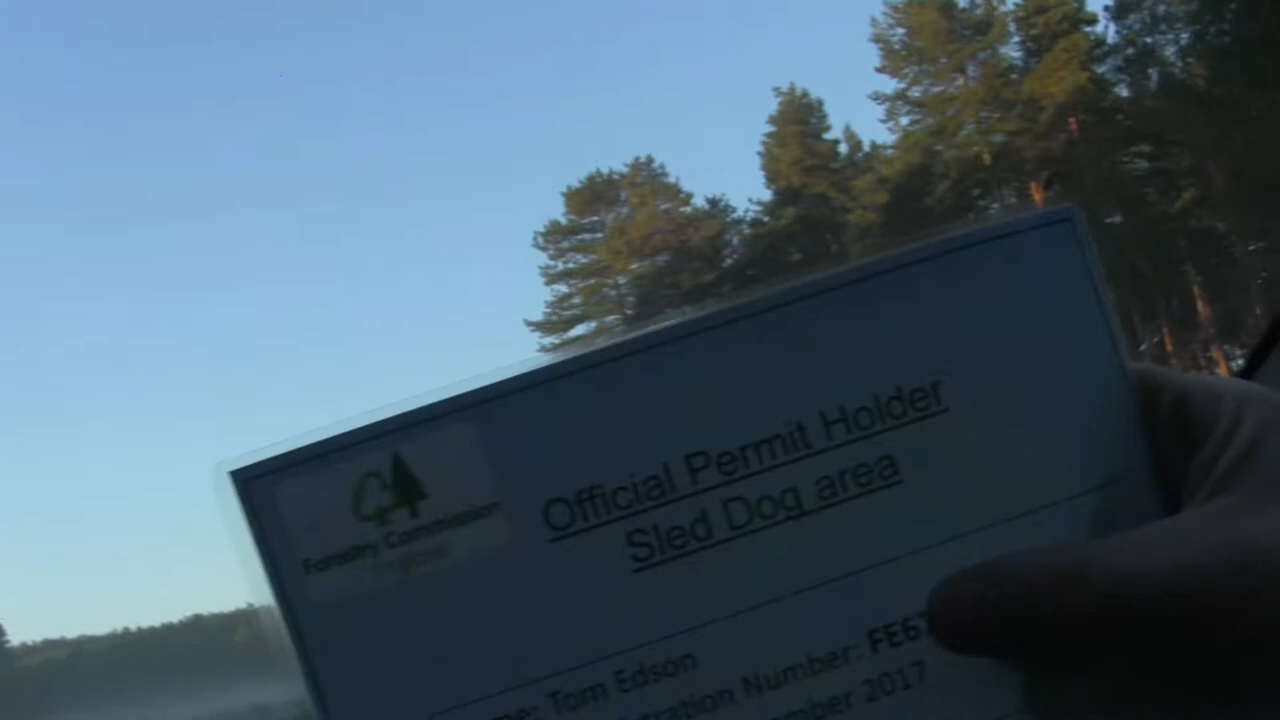 Forestry Commission
Official Permit Holder
Sled Dog area
Tom Edson
Number: FE6
2017